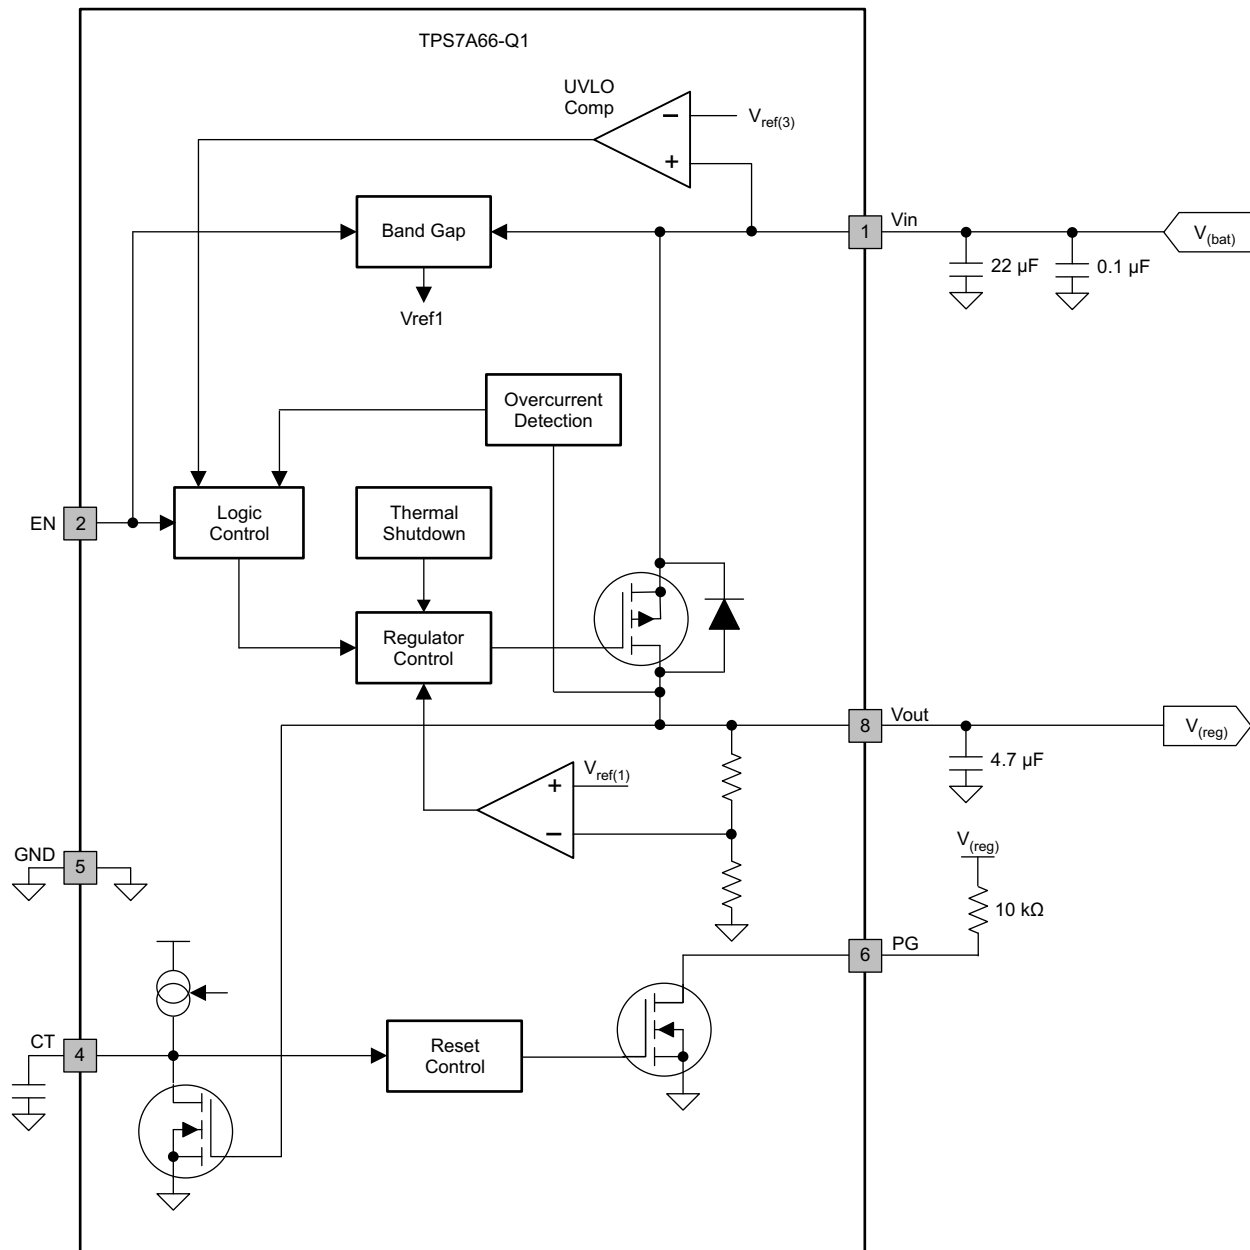 TPS7A66-Q1
UVLO
Comp
−
+
V(bat)
Vref(3)
Vin
1
Band Gap
22 µF
0.1 µF
Vref1
Overcurrent
Detection
EN
2
Logic
Control
Thermal
Shutdown
Regulator
Control
Vout
8
V(reg)
4.7 µF
Vref(1)
+
−
GND
5
V(reg)
10 kΩ
PG
6
CT
4
Reset
Control